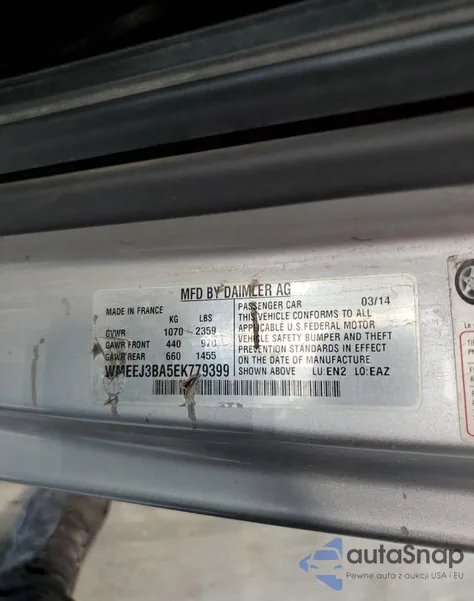 MFD BY DAIMLER AG
MADE IN FRANCE
KG LBS
GVWR 1070 2359
GAWR FRONT 440 970
GAWR REAR 660 1455
WMEEJ3BA5EK779399
PASSENGER CAR 03/14
THIS VEHICLE CONFORMS TO ALL
APPLICABLE U.S. FEDERAL MOTOR
VEHICLE SAFETY BUMPER AND THEFT
PREVENTION STANDARDS IN EFFECT
ON THE DATE OF MANUFACTURE
SHOWN ABOVE LU:EN2 LO:EAZ
autoSnap
Pewne auta z aukcji USA i EU